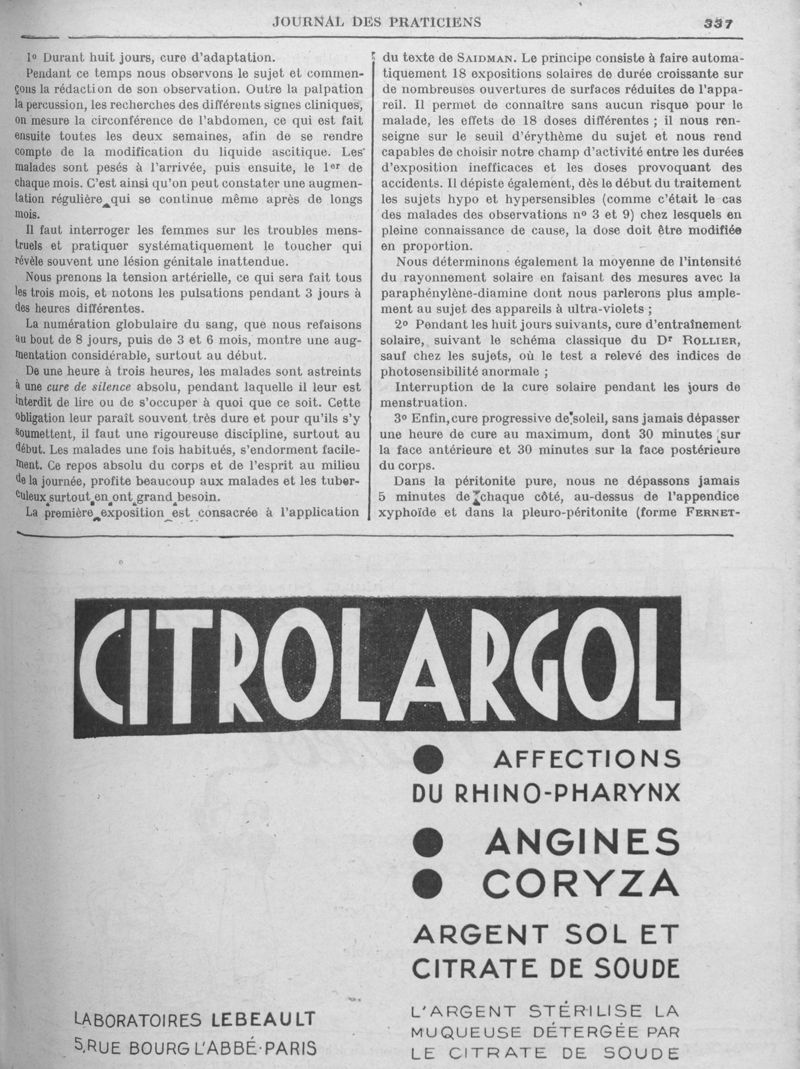 JOURNAL DES PRATICIENS
337
1º Durant huit jours, cure d'adaptation.
Pendant ce temps nous observons le sujet et commen-
çons la rédaction de son observation. Outre la palpation
la percussion, les recherches des différents signes cliniques,
on mesure la circonférence de l'abdomen, ce qui est fait
ensuite toutes les deux semaines, afin de se rendre
compte de la modification du liquide ascitique. Les
malades sont pesés à l'arrivée, puis ensuite, le 1er de
chaque mois. C'est ainsi qu'on peut constater une augmen-
tation régulière qui se continue même après de longs
mois.
Il faut interroger les femmes sur les troubles mens-
truels et pratiquer systématiquement le toucher qui
révèle souvent une lésion génitale inattendue.
Nous prenons la tension artérielle, ce qui sera fait tous
les trois mois, et notons les pulsations pendant 3 jours à
des heures différentes.
La numération globulaire du sang, que nous refaisons
au bout de 8 jours, puis de 3 et 6 mois, montre une aug-
mentation considérable, surtout au début.
De une heure à trois heures, les malades sont astreints
à une cure de silence absolu, pendant laquelle il leur est
interdit de lire ou de s'occuper à quoi que ce soit. Cette
obligation leur paraît souvent très dure et pour qu'ils s'y
soumettent, il faut une rigoureuse discipline, surtout au
début. Les malades une fois habitués, s'endorment facile-
ment. Ce repos absolu du corps et de l'esprit au milieu
de la journée, profite beaucoup aux malades et les tuber-
culeux surtout en ont grand besoin.
La première exposition est consacrée à l'application
du texte de SAIDMAN. Le principe consiste à faire automa-
tiquement 18 expositions solaires de durée croissante sur
de nombreuses ouvertures de surfaces réduites de l'appa-
reil. Il permet de connaître sans aucun risque pour le
malade, les effets de 18 doses différentes ; il nous ren-
seigne sur le seuil d'érythème du sujet et nous rend
capables de choisir notre champ d'activité entre les durées
d'exposition inefficaces et les doses provoquant des
accidents. Il dépiste également, dès le début du traitement
les sujets hypo et hypersensibles (comme c'était le cas
des malades des observations nº 3 et 9) chez lesquels en
pleine connaissance de cause, la dose doit être modifiée
en proportion.
Nous déterminons également la moyenne de l'intensité
du rayonnement solaire en faisant des mesures avec la
paraphénylène-diamine dont nous parlerons plus ample-
ment au sujet des appareils à ultra-violets ;
2º Pendant les huit jours suivants, cure d'entraînement
solaire, suivant le schéma classique du Dr ROLLIER,
sauf chez les sujets, où le test a relevé des indices de
photosensibilité anormale ;
Interruption de la cure solaire pendant les jours de
menstruation.
3º Enfin, cure progressive de soleil, sans jamais dépasser
une heure de cure au maximum, dont 30 minutes sur
la face antérieure et 30 minutes sur la face postérieure
du corps.
Dans la péritonite pure, nous ne dépassons jamais
5 minutes de chaque côté, au-dessus de l'appendice
xyphoïde et dans la pleuro-péritonite (forme FERNET-
CITROLARGOL
● AFFECTIONS
DU RHINO-PHARYNX
● ANGINES
● CORYZA
ARGENT SOL ET
CITRATE DE SOUDE
L'ARGENT STÉRILISE LA
MUQUEUSE DÉTERGÉE PAR
LE CITRATE DE SOUDE
LABORATOIRES LEBEAULT
5, RUE BOURG L'ABBÉ·PARIS